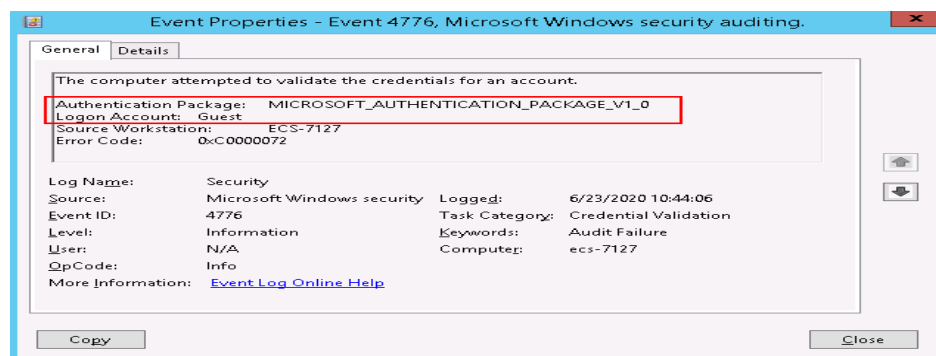 Event Properties - Event 4776, Microsoft Windows security auditing.
x
General Details
The computer attempted to validate the credentials for an account.
Authentication Package: MICROSOFT_AUTHENTICATION_PACKAGE_V1_0
Logon Account: Guest
Source Workstation: ECS-7127
Error Code: 0xC0000072
Log Name: Security
Source: Microsoft Windows security Logged: 6/23/2020 10:44:06
Event ID: 4776 Task Category: Credential Validation
Level: Information Keywords: Audit Failure
User: N/A Computer: ecs-7127
OpCode: Info
More Information: Event Log Online Help
Copy Close